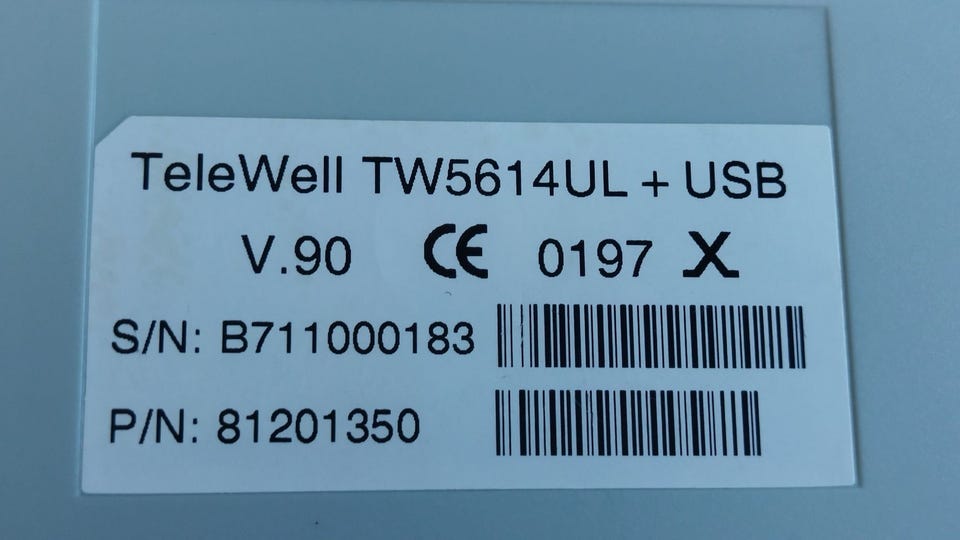 TeleWell TW5614UL + USB
V.90 CE 0197 X
S/N: B711000183
P/N: 81201350